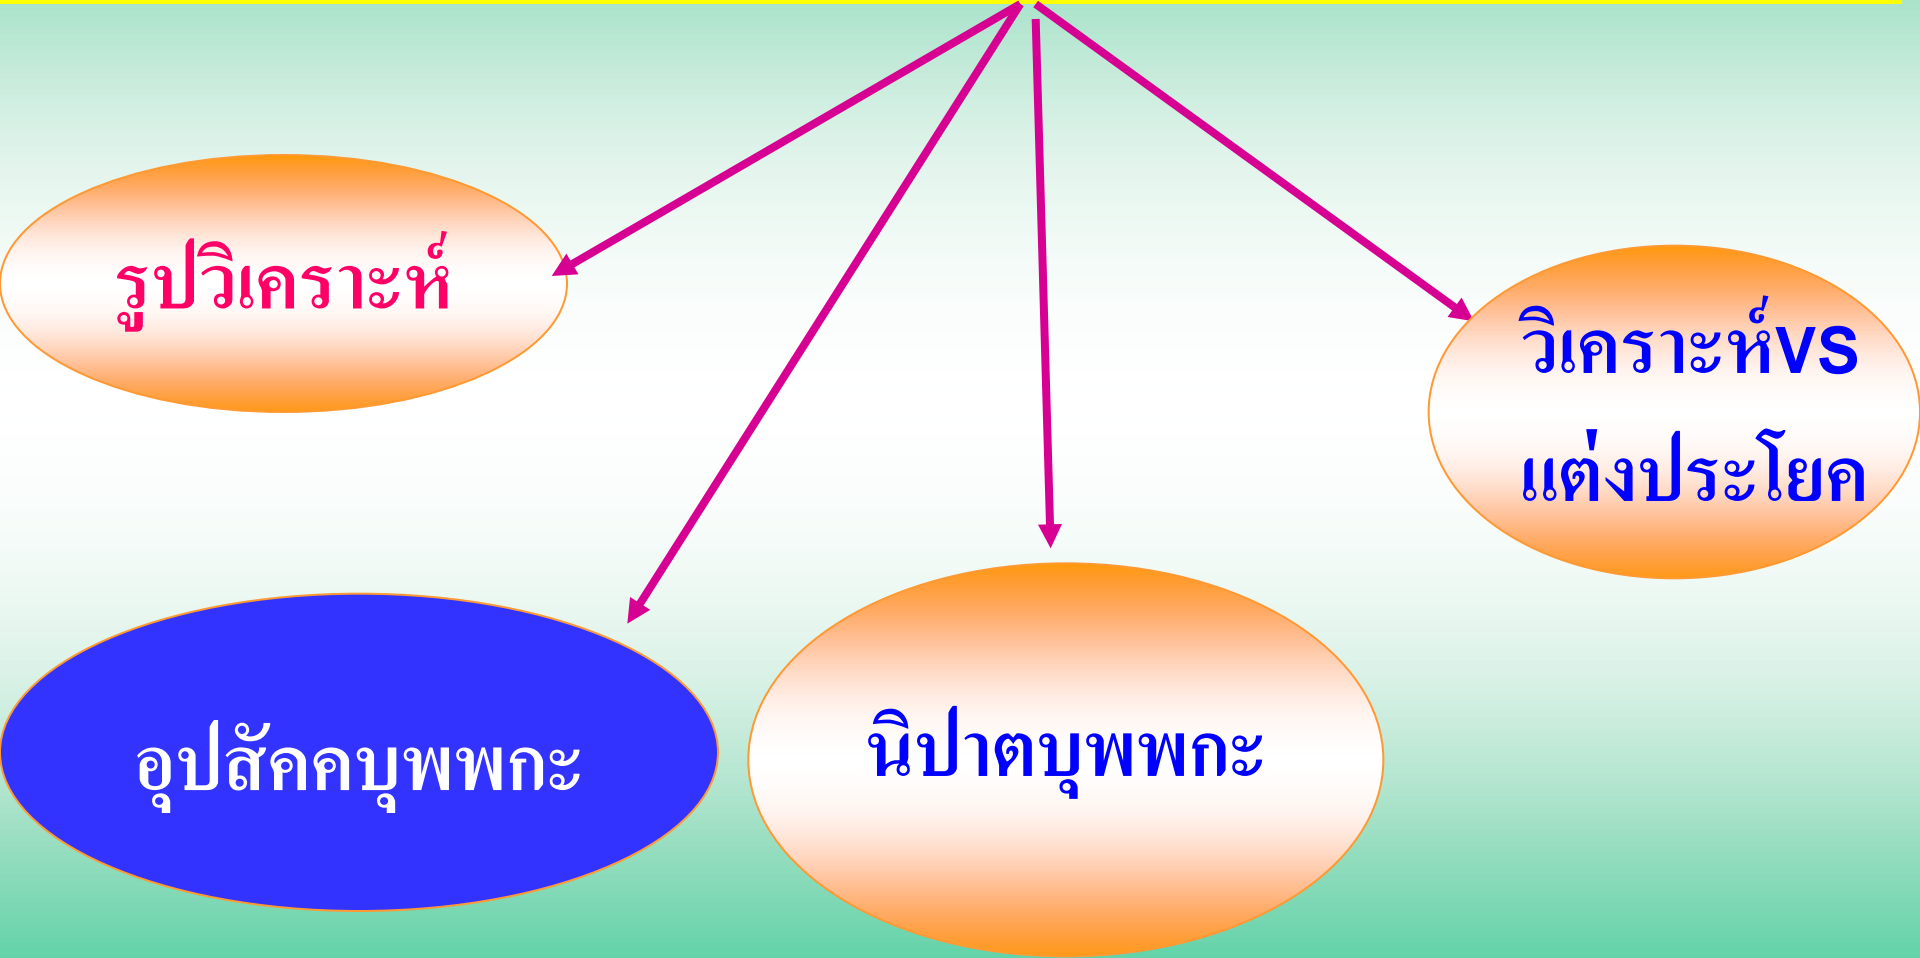 รูปวิเคราะห์
วิเคราะห์VS
แต่งประโยค
อุปสัคคบุพพกะ
นิปาตบุพพกะ